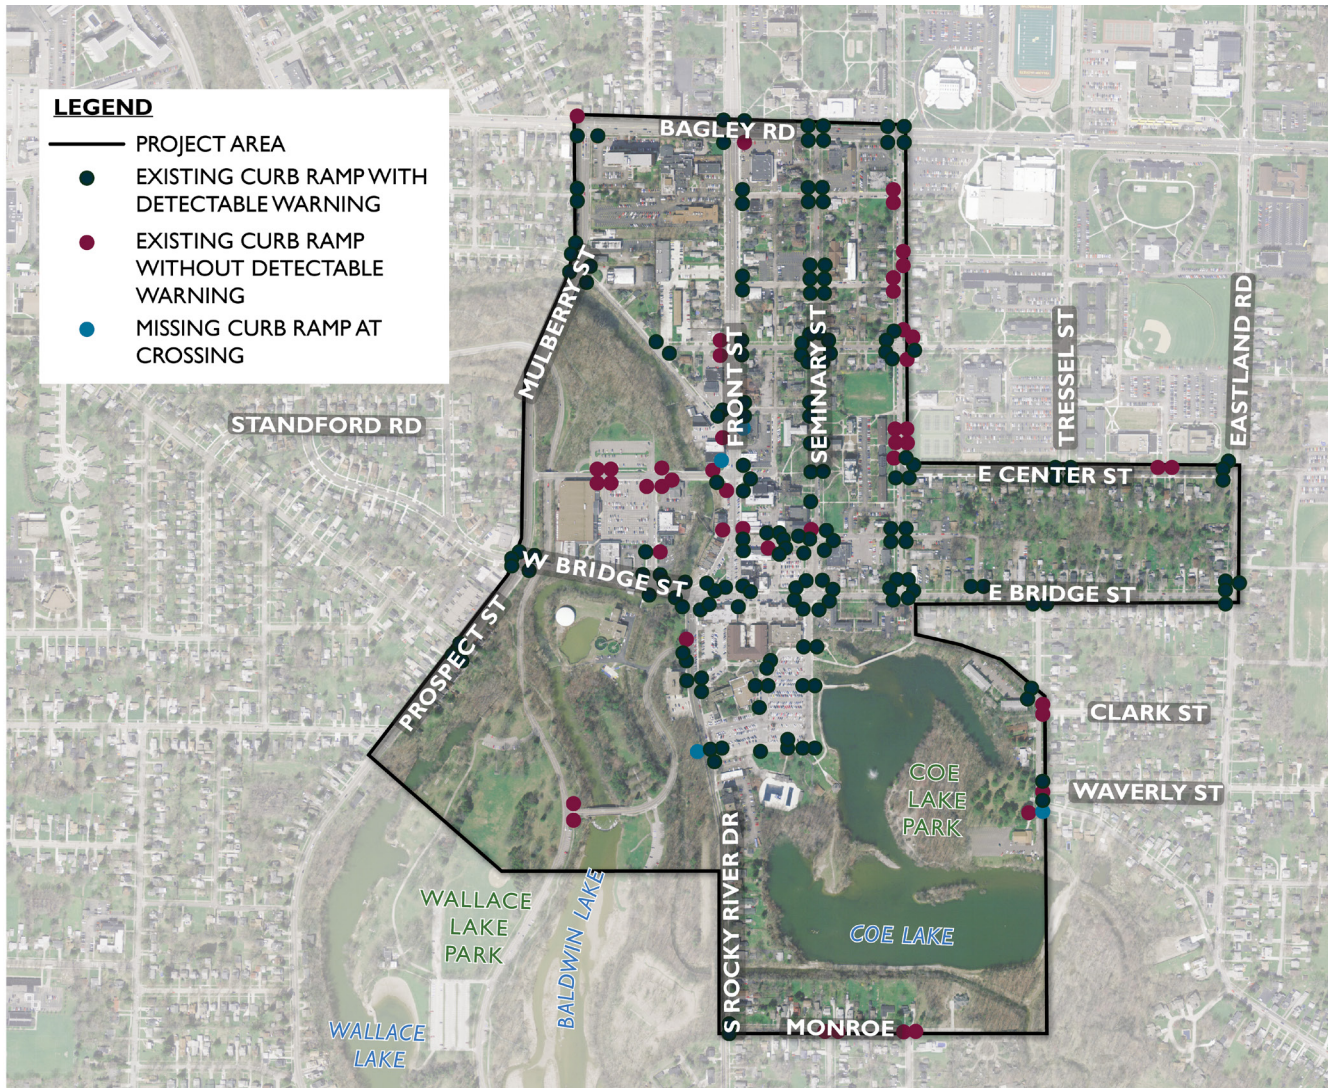 LEGEND
PROJECT AREA
EXISTING CURB RAMP WITH
DETECTABLE WARNING
EXISTING CURB RAMP
WITHOUT DETECTABLE
WARNING
MISSING CURB RAMP AT
CROSSING
BAGLEY RD
MULBERRY ST
FRONT ST
SEMINARY ST
TRESSEL ST
EASTLAND RD
STANDFORD RD
E CENTER ST
W BRIDGE ST
E BRIDGE ST
PROSPECT ST
CLARK ST
WAVERLY ST
COE
LAKE
PARK
S ROCKY RIVER DR
WALLACE
LAKE
PARK
BALDWIN LAKE
COE LAKE
MONROE
WALLACE
LAKE